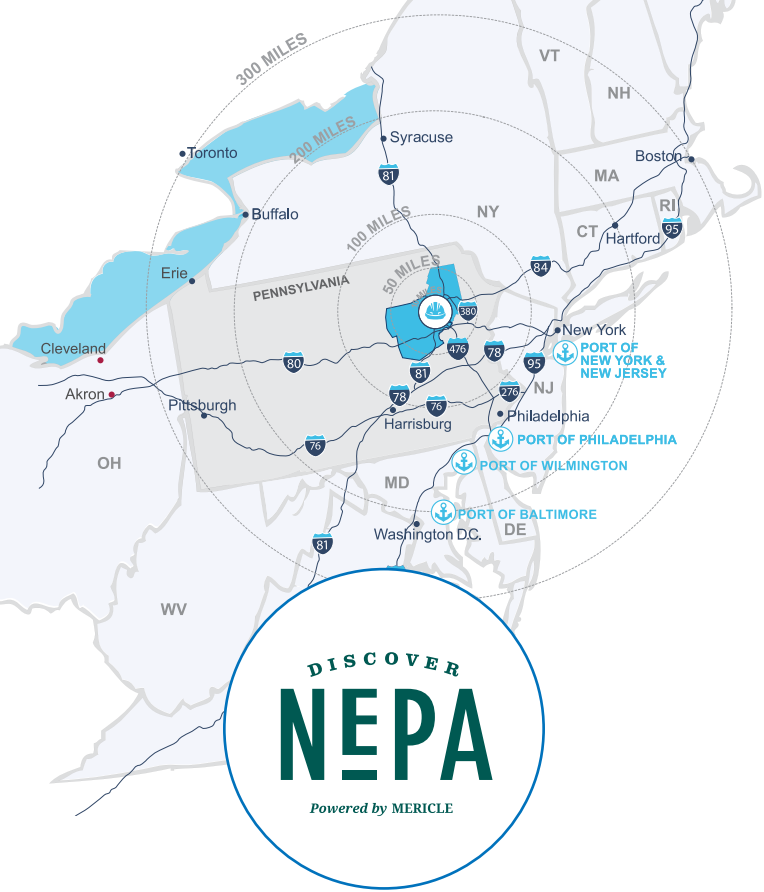 300 MILES
VT
NH
200 MILES
Syracuse
Toronto
Boston
81
MA
NY
RI
Buffalo
100 MILES
CT
Hartford
95
84
50 MILES
Erie
PENNSYLVANIA
380
New York
PORT OF
NEW YORK &
NEW JERSEY
Cleveland
476
78
80
95
81
NJ
Akron
78
276
76
Pittsburgh
Philadelphia
Harrisburg
76
PORT OF PHILADELPHIA
OH
PORT OF WILMINGTON
MD
PORT OF BALTIMORE
Washington D.C.
DE
81
WV
DISCOVER
NEPA
Powered by MERICLE